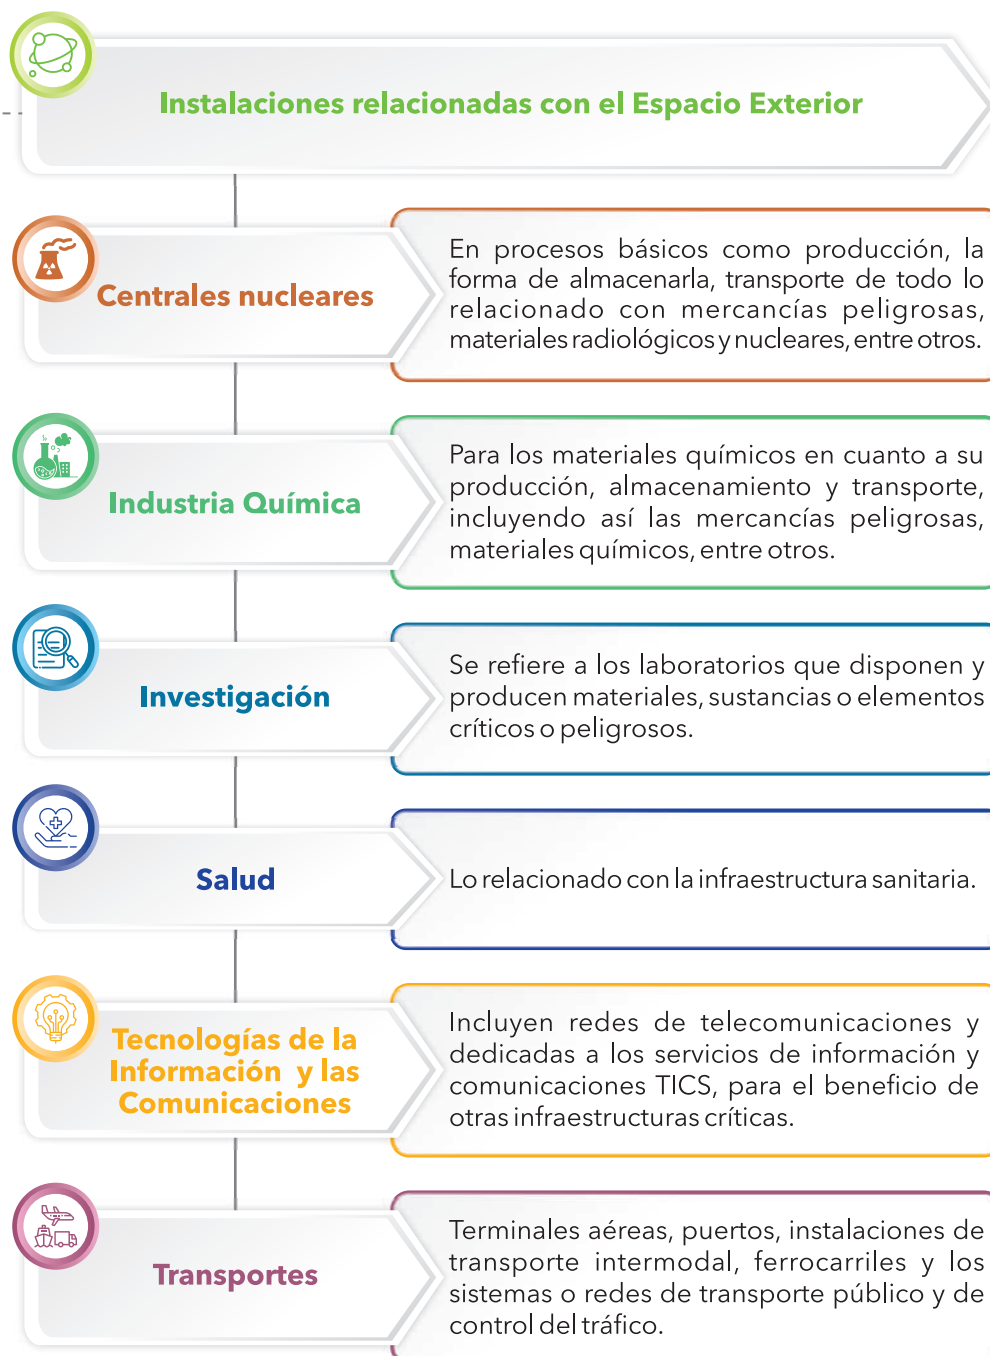 Instalaciones relacionadas con el Espacio Exterior
Centrales nucleares
En procesos básicos como producción, la
forma de almacenarla, transporte de todo lo
relacionado con mercancías peligrosas,
materiales radiológicos y nucleares, entre otros.
Industria Química
Para los materiales químicos en cuanto a su
producción, almacenamiento y transporte,
incluyendo así las mercancías peligrosas,
materiales químicos, entre otros.
Investigación
Se refiere a los laboratorios que disponen y
producen materiales, sustancias o elementos
críticos o peligrosos.
Salud
Lo relacionado con la infraestructura sanitaria.
Tecnologías de la
Información y las
Comunicaciones
Incluyen redes de telecomunicaciones y
dedicadas a los servicios de información y
comunicaciones TICS, para el beneficio de
otras infraestructuras críticas.
Transportes
Terminales aéreas, puertos, instalaciones de
transporte intermodal, ferrocarriles y los
sistemas o redes de transporte público y de
control del tráfico.